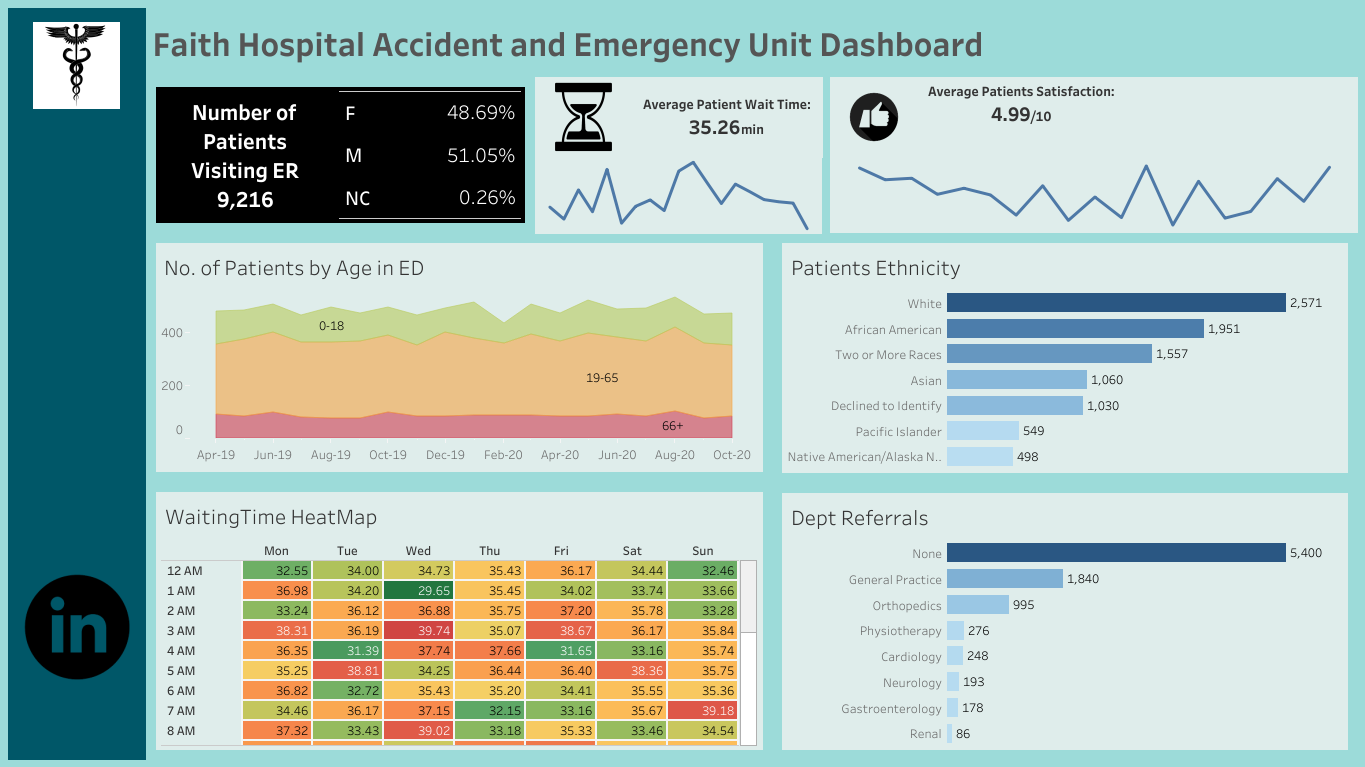 Faith Hospital Accident and Emergency Unit Dashboard
Number of
Patients
Visiting ER
9,216
F 48.69%
M 51.05%
NC 0.26%
Average Patient Wait Time:
35.26min
Average Patients Satisfaction:
4.99/10
No. of Patients by Age in ED
400
200
0
0-18
19-65
66+
Apr-19 Jun-19 Aug-19 Oct-19 Dec-19 Feb-20 Apr-20 Jun-20 Aug-20 Oct-20
Patients Ethnicity
White 2,571
African American 1,951
Two or More Races 1,557
Asian 1,060
Declined to Identify 1,030
Pacific Islander 549
Native American/Alaska N.. 498
WaitingTime HeatMap
Mon Tue Wed Thu Fri Sat Sun
12 AM 32.55 34.00 34.73 35.43 36.17 34.44 32.46
1 AM 36.98 34.20 29.65 35.45 34.02 33.74 33.66
2 AM 33.24 36.12 36.88 35.75 37.20 35.78 33.28
3 AM 38.31 36.19 39.74 35.07 38.67 36.17 35.84
4 AM 36.35 31.39 37.74 37.66 31.65 33.16 35.74
5 AM 35.25 38.81 34.25 36.44 36.40 38.36 35.75
6 AM 36.82 32.72 35.43 35.20 34.41 35.55 35.36
7 AM 34.46 36.17 37.15 32.15 33.16 35.67 39.18
8 AM 37.32 33.43 39.02 33.18 35.33 33.46 34.54
Dept Referrals
None 5,400
General Practice 1,840
Orthopedics 995
Physiotherapy 276
Cardiology 248
Neurology 193
Gastroenterology 178
Renal 86
in